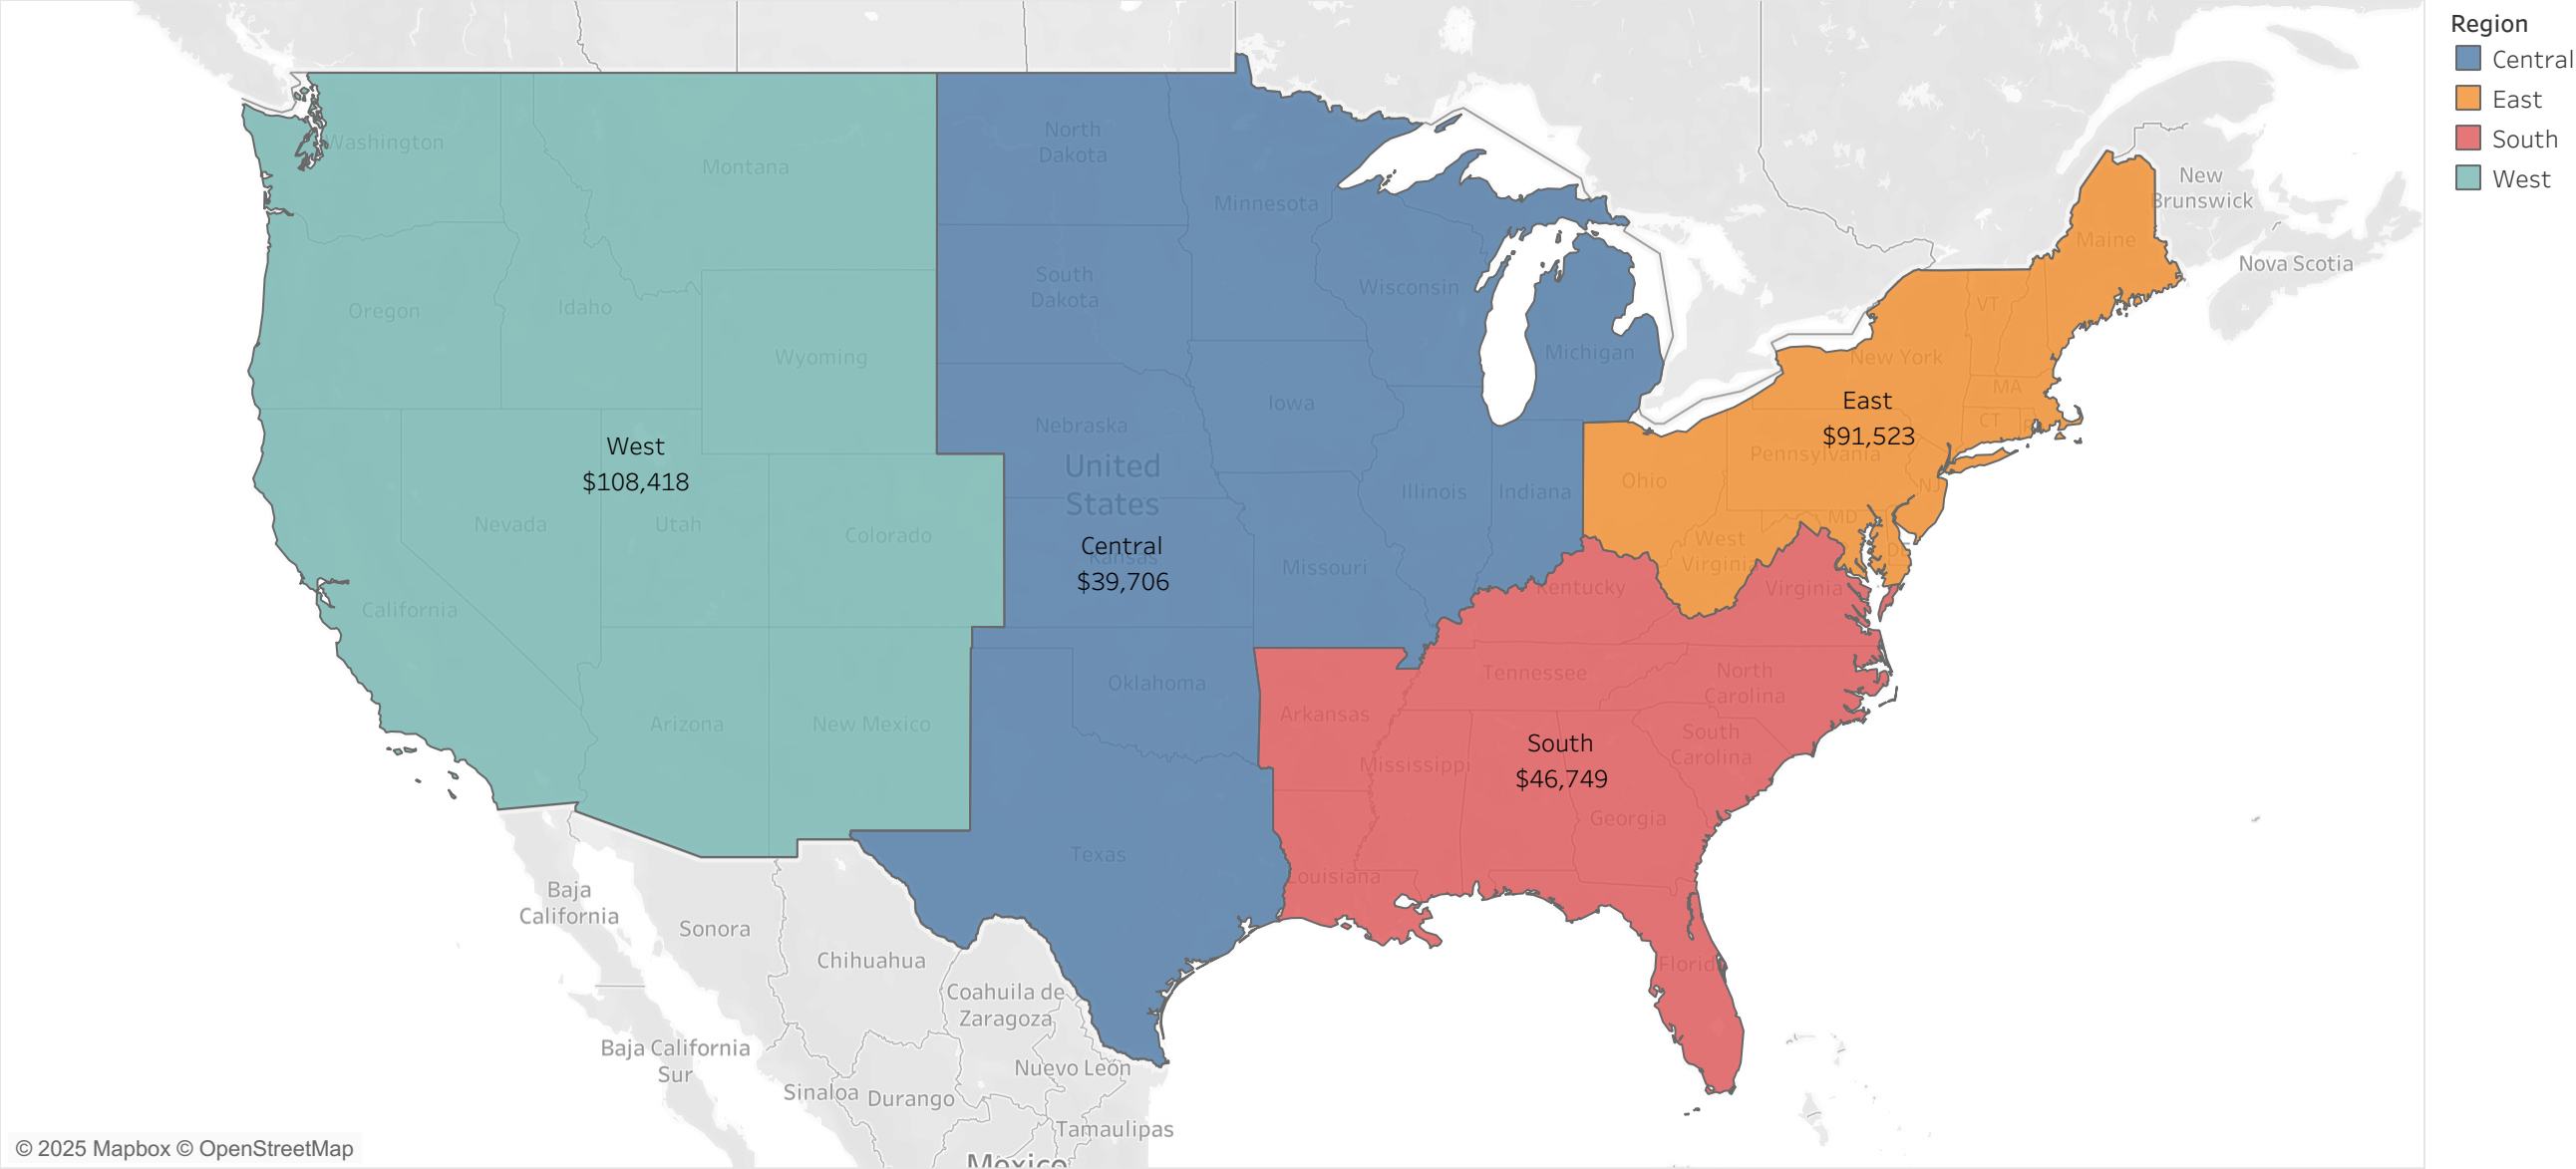 Region
Central
East
South
West
Washington
Montana
North
Dakota
Minnesota
New
Brunswick
Maine
Nova Scotia
South
Dakota
Wisconsin
Oregon
Idaho
VT
Wyoming
Michigan
New York
MA
Iowa
East
$91,523
CT
Nebraska
West
$108,418
Pennsylvania
United
States
Ohio
Illinois
Indiana
NJ
Nevada
Utah
Colorado
MD
West
Virginia
DE
Central
Kansas
$39,706
Missouri
Kentucky
Virginia
California
Tennessee
North
Carolina
Oklahoma
Arkansas
Arizona
New Mexico
South
Carolina
South
$46,749
Mississippi
Georgia
Texas
Louisiana
Baja
California
Sonora
Chihuahua
Florid
Coahuila de
Zaragoza
Baja California
Sur
Nuevo León
Sinaloa
Durango
Tamaulipas
Mexico
© 2025 Mapbox © OpenStreetMap